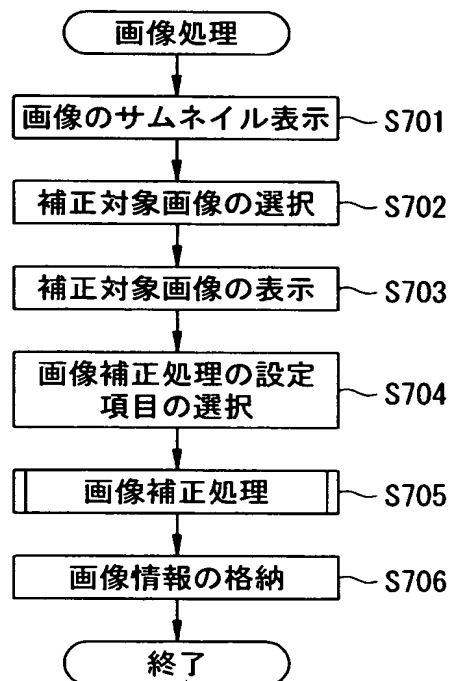 画像処理
画像のサムネイル表示 S701
補正対象画像の選択 S702
補正対象画像の表示 S703
画像補正処理の設定
項目の選択 S704
画像補正処理 S705
画像情報の格納 S706
終了